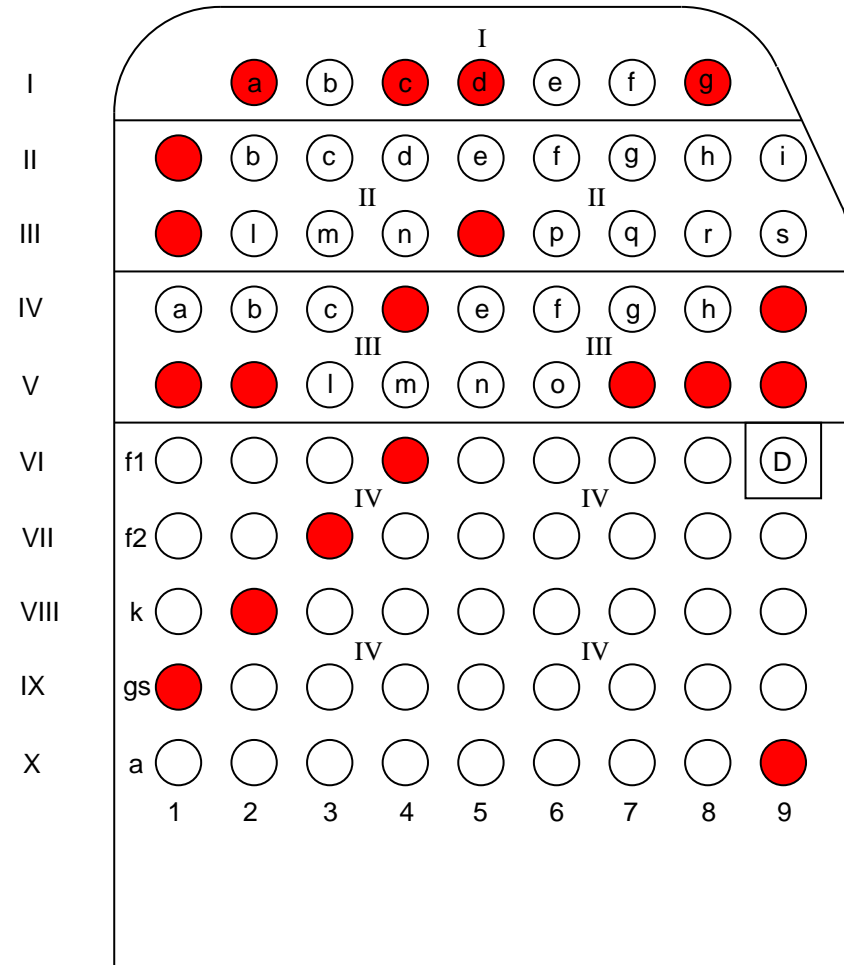 I
I a b c d e f g
II b c d e f g h i
II II
III l m n p q r s
IV a b c e f g h
III III
V l m n o
VI f1 D
IV IV
VII f2
VIII k
IV IV
IX gs
X a
1 2 3 4 5 6 7 8 9